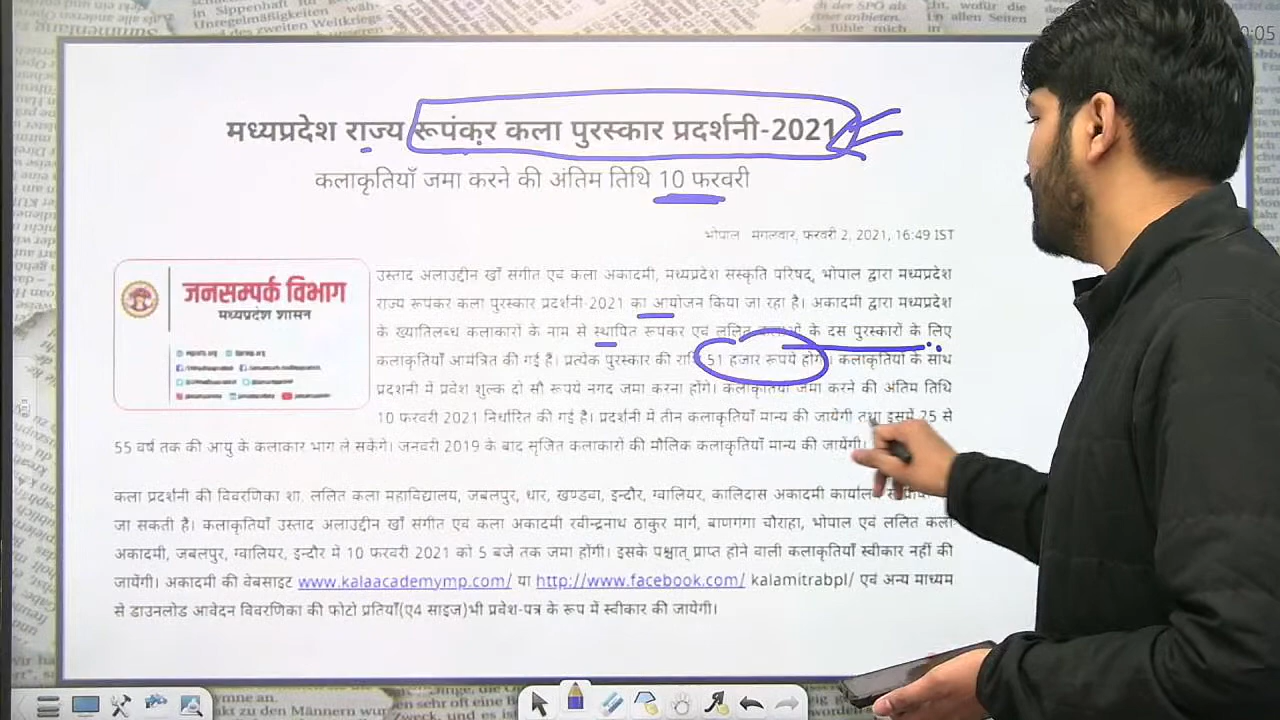 मध्यप्रदेश राज्य रूपंकर कला पुरस्कार प्रदर्शनी-2021
कलाकृतियाँ जमा करने की अंतिम तिथि 10 फरवरी
भोपाल मंगलवार, फरवरी 2, 2021, 16:49 IST
जनसम्पर्क विभाग
मध्यप्रदेश शासन
उस्ताद अलाउद्दीन खाँ संगीत एवं कला अकादमी, मध्यप्रदेश संस्कृति परिषद्, भोपाल द्वारा मध्यप्रदेश
राज्य रूपंकर कला पुरस्कार प्रदर्शनी-2021 का आयोजन किया जा रहा है। अकादमी द्वारा मध्यप्रदेश
के ख्यातिलब्ध कलाकारों के नाम से स्थापित रूपंकर एवं ललित कलाओं के दस पुरस्कारों के लिए
कलाकृतियाँ आमंत्रित की गई हैं। प्रत्येक पुरस्कार की राशि 51 हजार रूपये होगी। कलाकृतियों के साथ
प्रदर्शनी में प्रवेश शुल्क दो सौ रूपये नगद जमा करना होंगे। कलाकृतियाँ जमा करने की अंतिम तिथि
10 फरवरी 2021 निर्धारित की गई है। प्रदर्शनी में तीन कलाकृतियाँ मान्य की जायेगी तथा इसमें 25 से
55 वर्ष तक की आयु के कलाकार भाग ले सकेंगे। जनवरी 2019 के बाद सृजित कलाकारों की मौलिक कलाकृतियाँ मान्य की जायेंगी।
कला प्रदर्शनी की विवरणिका शा. ललित कला महाविद्यालय, जबलपुर, धार, खण्डवा, इन्दौर, ग्वालियर, कालिदास अकादमी
जा सकती है। कलाकृतियाँ उस्ताद अलाउद्दीन खाँ संगीत एवं कला अकादमी रवीन्द्रनाथ ठाकुर मार्ग, बाणगंगा चौराहा, भोपाल एवं ललित कला
अकादमी, जबलपुर, ग्वालियर, इन्दौर में 10 फरवरी 2021 को 5 बजे तक जमा होंगी। इसके पश्चात् प्राप्त होने वाली कलाकृतियाँ स्वीकार नहीं की
जायेंगी। अकादमी की वेबसाइट www.kalaacademymp.com/ या http://www.facebook.com/ kalamitrabpl/ एवं अन्य माध्यम
से डाउनलोड आवेदन विवरणिका की फोटो प्रतियाँ(ए4 साइज)भी प्रवेश-पत्र के रूप में स्वीकार की जायेगी।